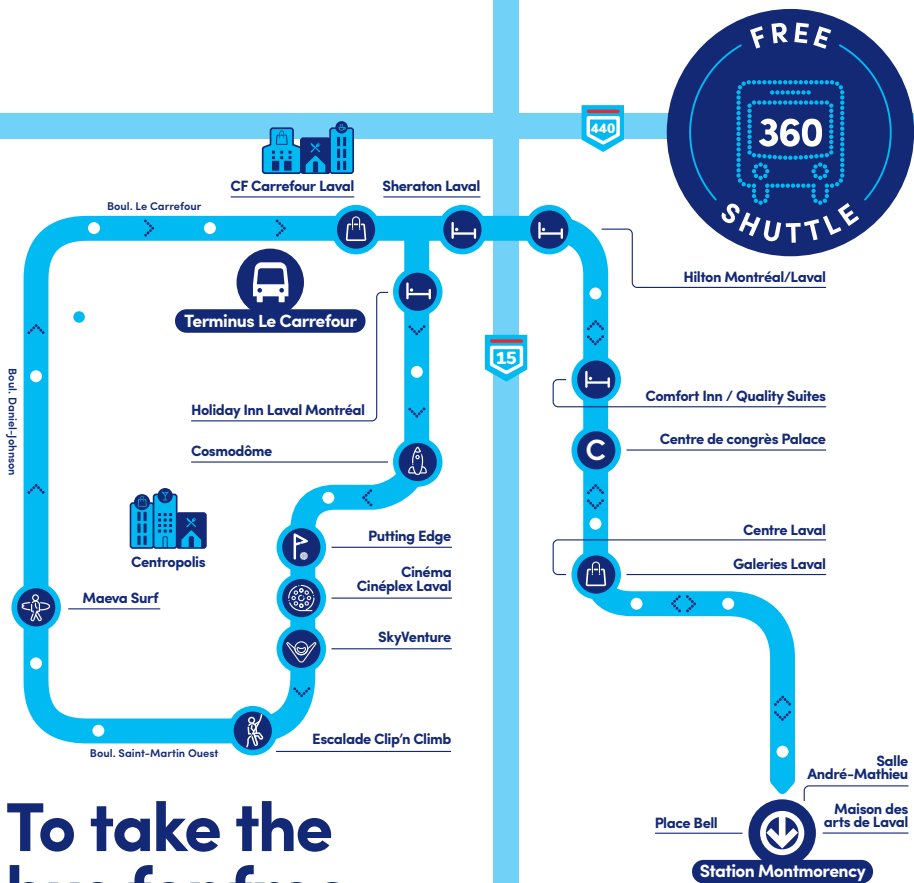 FREE
360
SHUTTLE
440
CF Carrefour Laval
Sheraton Laval
Boul. Le Carrefour
Hilton Montréal/Laval
Terminus Le Carrefour
15
Boul. Daniel-Johnson
Holiday Inn Laval Montréal
Comfort Inn / Quality Suites
Cosmodôme
C
Centre de congrès Palace
Centropolis
Putting Edge
Centre Laval
Cinéma
Cinéplex Laval
Galeries Laval
Maeva Surf
SkyVenture
Escalade Clip'n Climb
Boul. Saint-Martin Ouest
Salle
André-Mathieu
Place Bell
Maison des
arts de Laval
Station Montmorency
To take the
bus for free